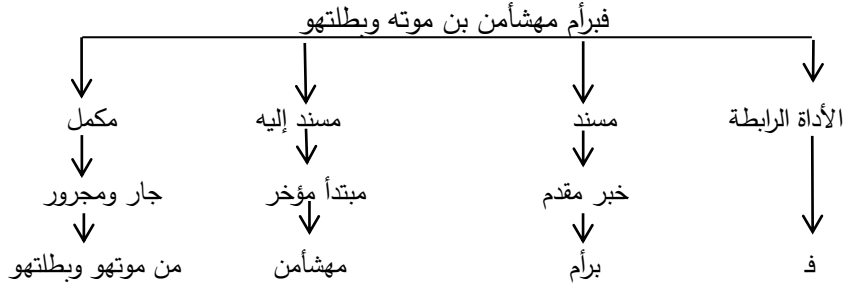 فبرأم مهشأمن بن موته وبطلتهو
الأداة الرابطة مسند مسند إليه مكمل
خبر مقدم مبتدأ مؤخر جار ومجرور
فـ برأم مهشأمن من موتهو وبطلتهو